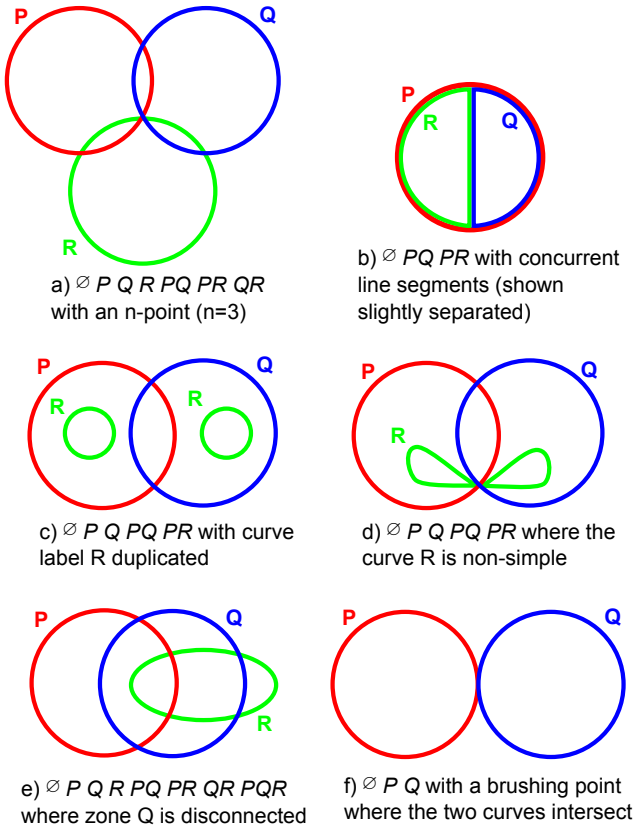 P
Q
R
a) ∅ P Q R PQ PR QR
with an n-point (n=3)
P
R
Q
b) ∅ PQ PR with concurrent
line segments (shown
slightly separated)
P
Q
R
R
c) ∅ P Q PQ PR with curve
label R duplicated
P
Q
R
d) ∅ P Q PQ PR where the
curve R is non-simple
P
Q
R
e) ∅ P Q R PQ PR QR PQR
where zone Q is disconnected
P
Q
f) ∅ P Q with a brushing point
where the two curves intersect